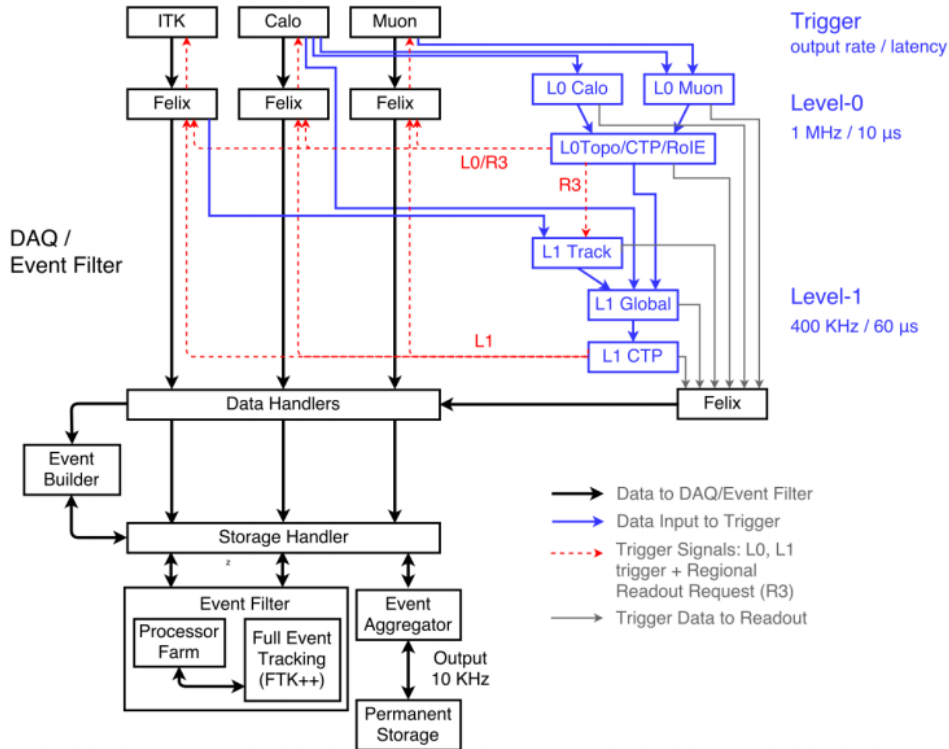 ITK
Calo
Muon
Trigger
output rate / latency
Felix
Felix
Felix
L0 Calo
L0 Muon
Level-0
1 MHz / 10 µs
L0Topo/CTP/RoIE
L0/R3
R3
DAQ /
Event Filter
L1 Track
L1 Global
Level-1
400 KHz / 60 µs
L1
L1 CTP
Data Handlers
Felix
Event
Builder
Storage Handler
z
Data to DAQ/Event Filter
Data Input to Trigger
Trigger Signals: L0, L1
trigger + Regional
Readout Request (R3)
Trigger Data to Readout
Event Filter
Processor
Farm
Full Event
Tracking
(FTK++)
Event
Aggregator
Output
10 KHz
Permanent
Storage